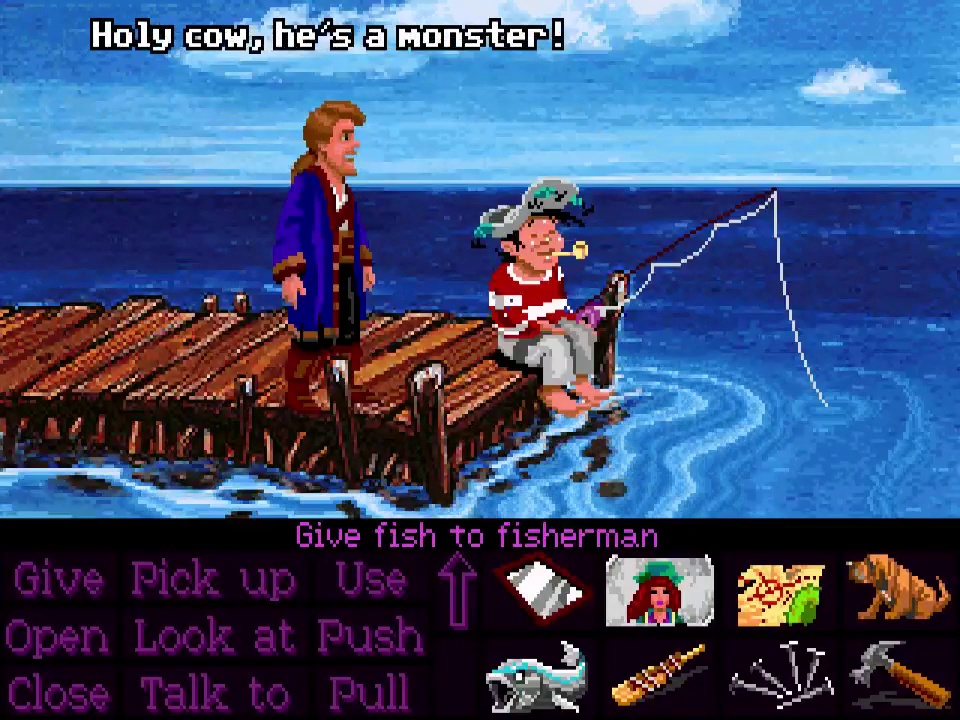 Holy cow, he's a monster!
Give fish to fisherman
Give Pick up Use
Open Look at Push
Close Talk to Pull